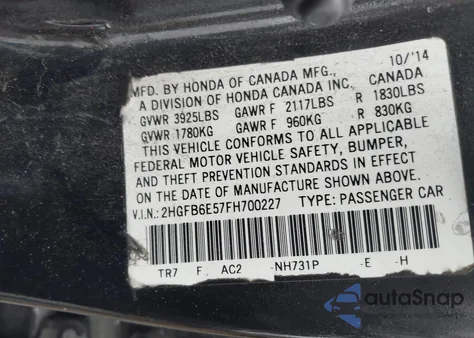 10/'14
MFD. BY HONDA OF CANADA MFG.,
A DIVISION OF HONDA CANADA INC, CANADA
GVWR 3925LBS GAWR F 2117LBS R 1830LBS
GVWR 1780KG GAWR F 960KG R 830KG
THIS VEHICLE CONFORMS TO ALL APPLICABLE
FEDERAL MOTOR VEHICLE SAFETY, BUMPER,
AND THEFT PREVENTION STANDARDS IN EFFECT
ON THE DATE OF MANUFACTURE SHOWN ABOVE.
V.I.N.: 2HGFB6E57FH700227 TYPE: PASSENGER CAR
TR7 F. AC2 -NH731P -E -H
autoSnap